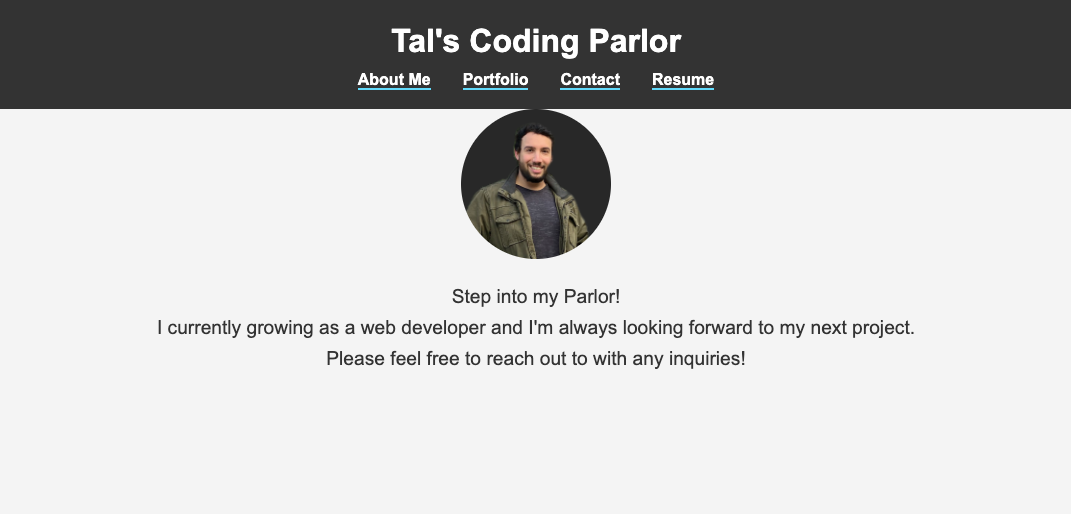 Tal's Coding Parlor
About Me Portfolio Contact Resume
Step into my Parlor!
I currently growing as a web developer and I'm always looking forward to my next project.
Please feel free to reach out to with any inquiries!